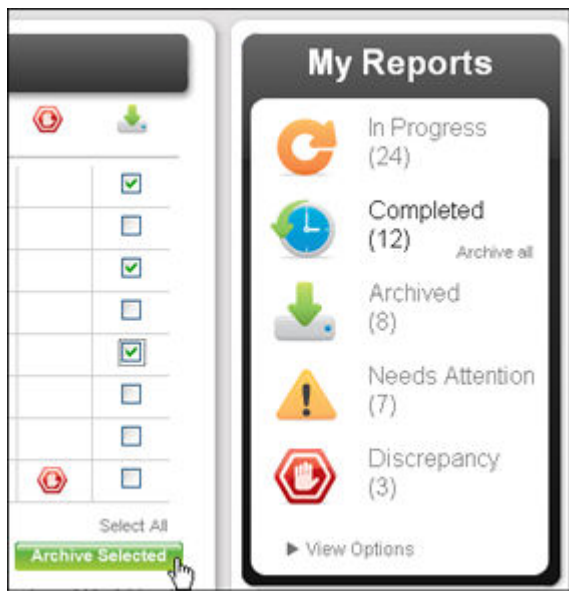 Select All
Archive Selected
My Reports
In Progress
(24)
Completed
(12) Archive all
Archived
(8)
Needs Attention
(7)
Discrepancy
(3)
View Options